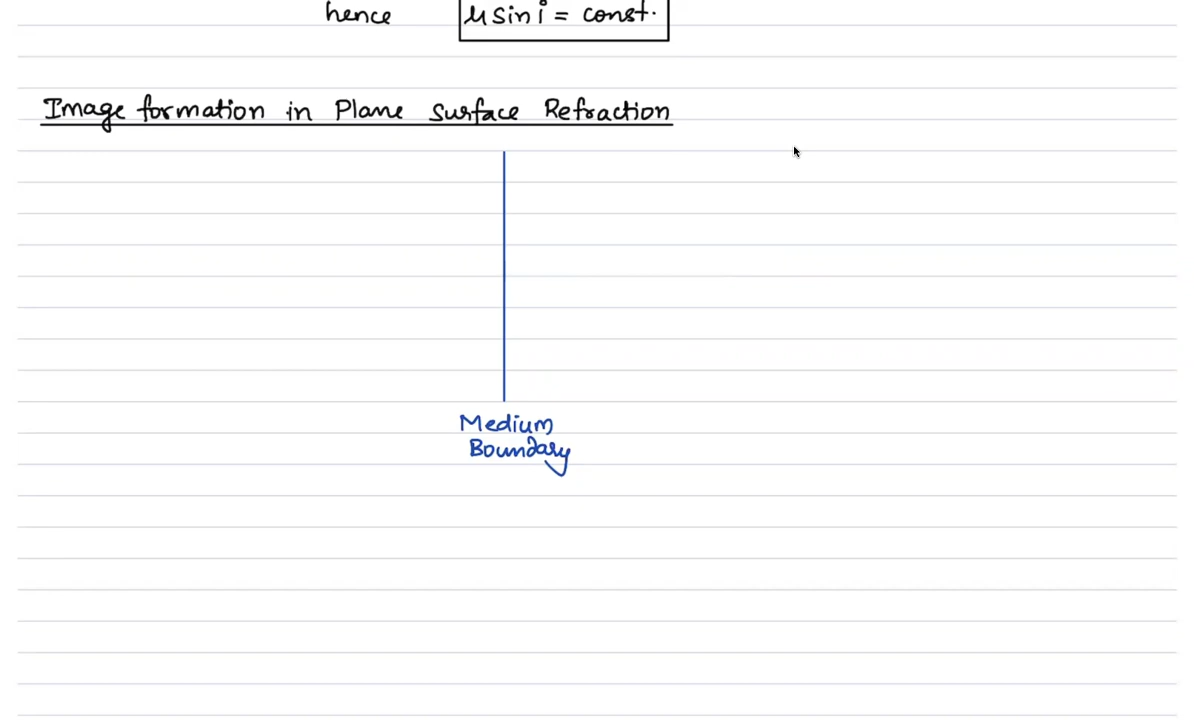 hence μ sin i = const.
Image formation in Plane Surface Refraction
Medium
Boundary